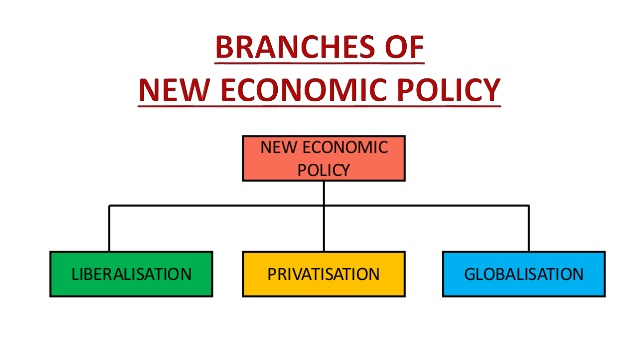 BRANCHES OF
NEW ECONOMIC POLICY
NEW ECONOMIC
POLICY
LIBERALISATION
PRIVATISATION
GLOBALISATION